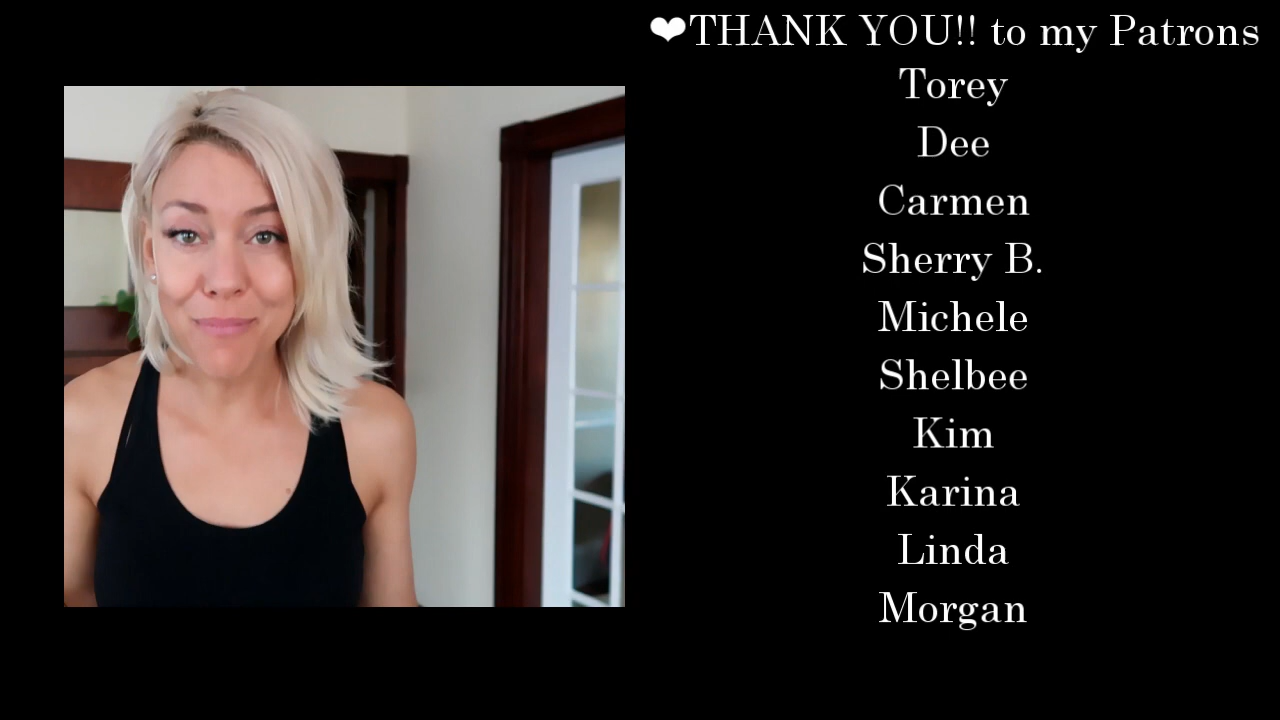 ❤THANK YOU!! to my Patrons
Torey
Dee
Carmen
Sherry B.
Michele
Shelbee
Kim
Karina
Linda
Morgan